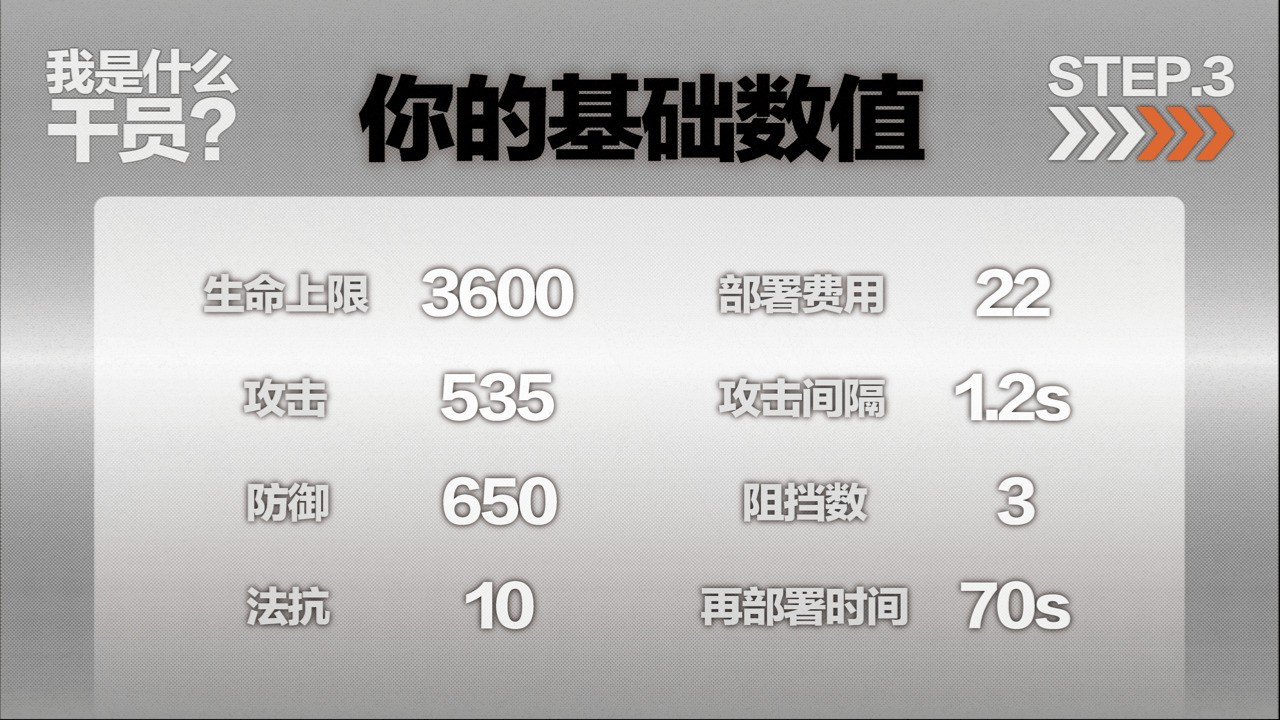 我是什么
干员?
你的基础数值
STEP.3
生命上限 3600 部署费用 22
攻击 535 攻击间隔 1.2s
防御 650 阻挡数 3
法抗 10 再部署时间 70s